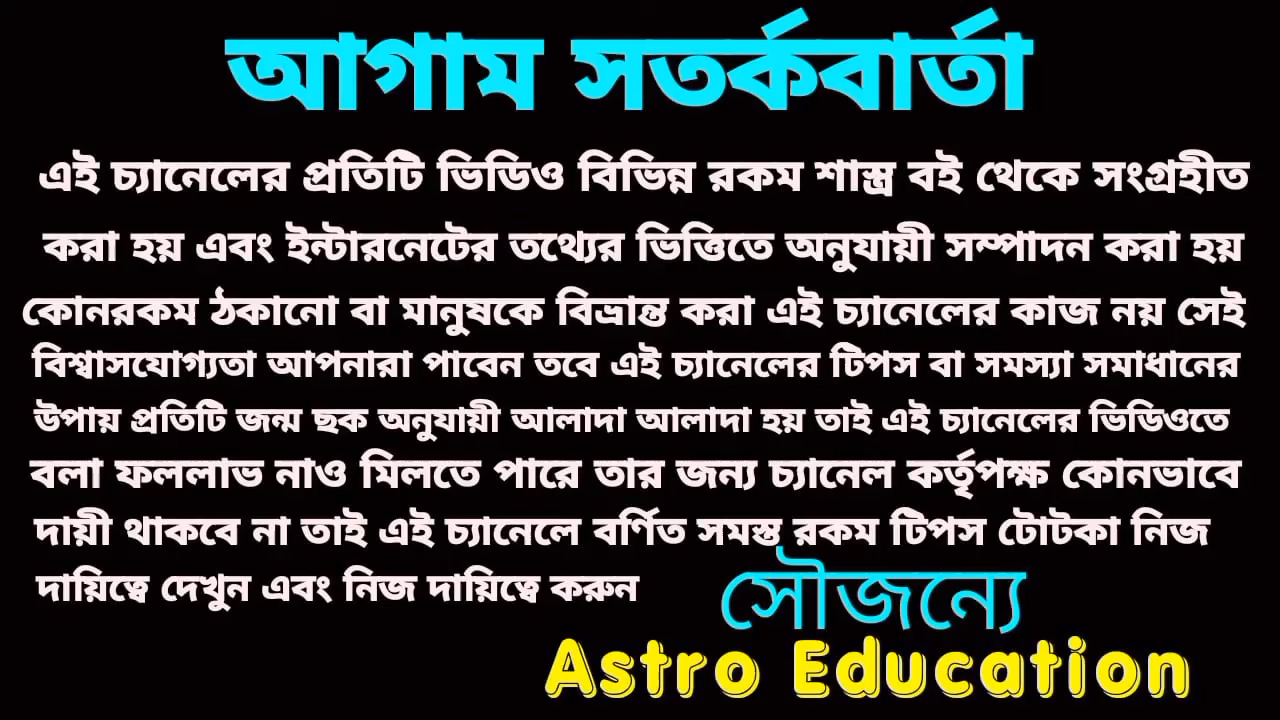 আগাম সতর্কবার্তা
এই চ্যানেলের প্রতিটি ভিডিও বিভিন্ন রকম শাস্ত্র বই থেকে সংগ্রহীত
করা হয় এবং ইন্টারনেটের তথ্যের ভিত্তিতে অনুযায়ী সম্পাদন করা হয়
কোনরকম ঠকানো বা মানুষকে বিভ্রান্ত করা এই চ্যানেলের কাজ নয় সেই
বিশ্বাসযোগ্যতা আপনারা পাবেন তবে এই চ্যানেলের টিপস বা সমস্যা সমাধানের
উপায় প্রতিটি জন্ম ছক অনুযায়ী আলাদা আলাদা হয় তাই এই চ্যানেলের ভিডিওতে
বলা ফললাভ নাও মিলতে পারে তার জন্য চ্যানেল কর্তৃপক্ষ কোনভাবে
দায়ী থাকবে না তাই এই চ্যানেলে বর্ণিত সমস্ত রকম টিপস টোটকা নিজ
দায়িত্বে দেখুন এবং নিজ দায়িত্বে করুন
সৌজন্যে
Astro Education